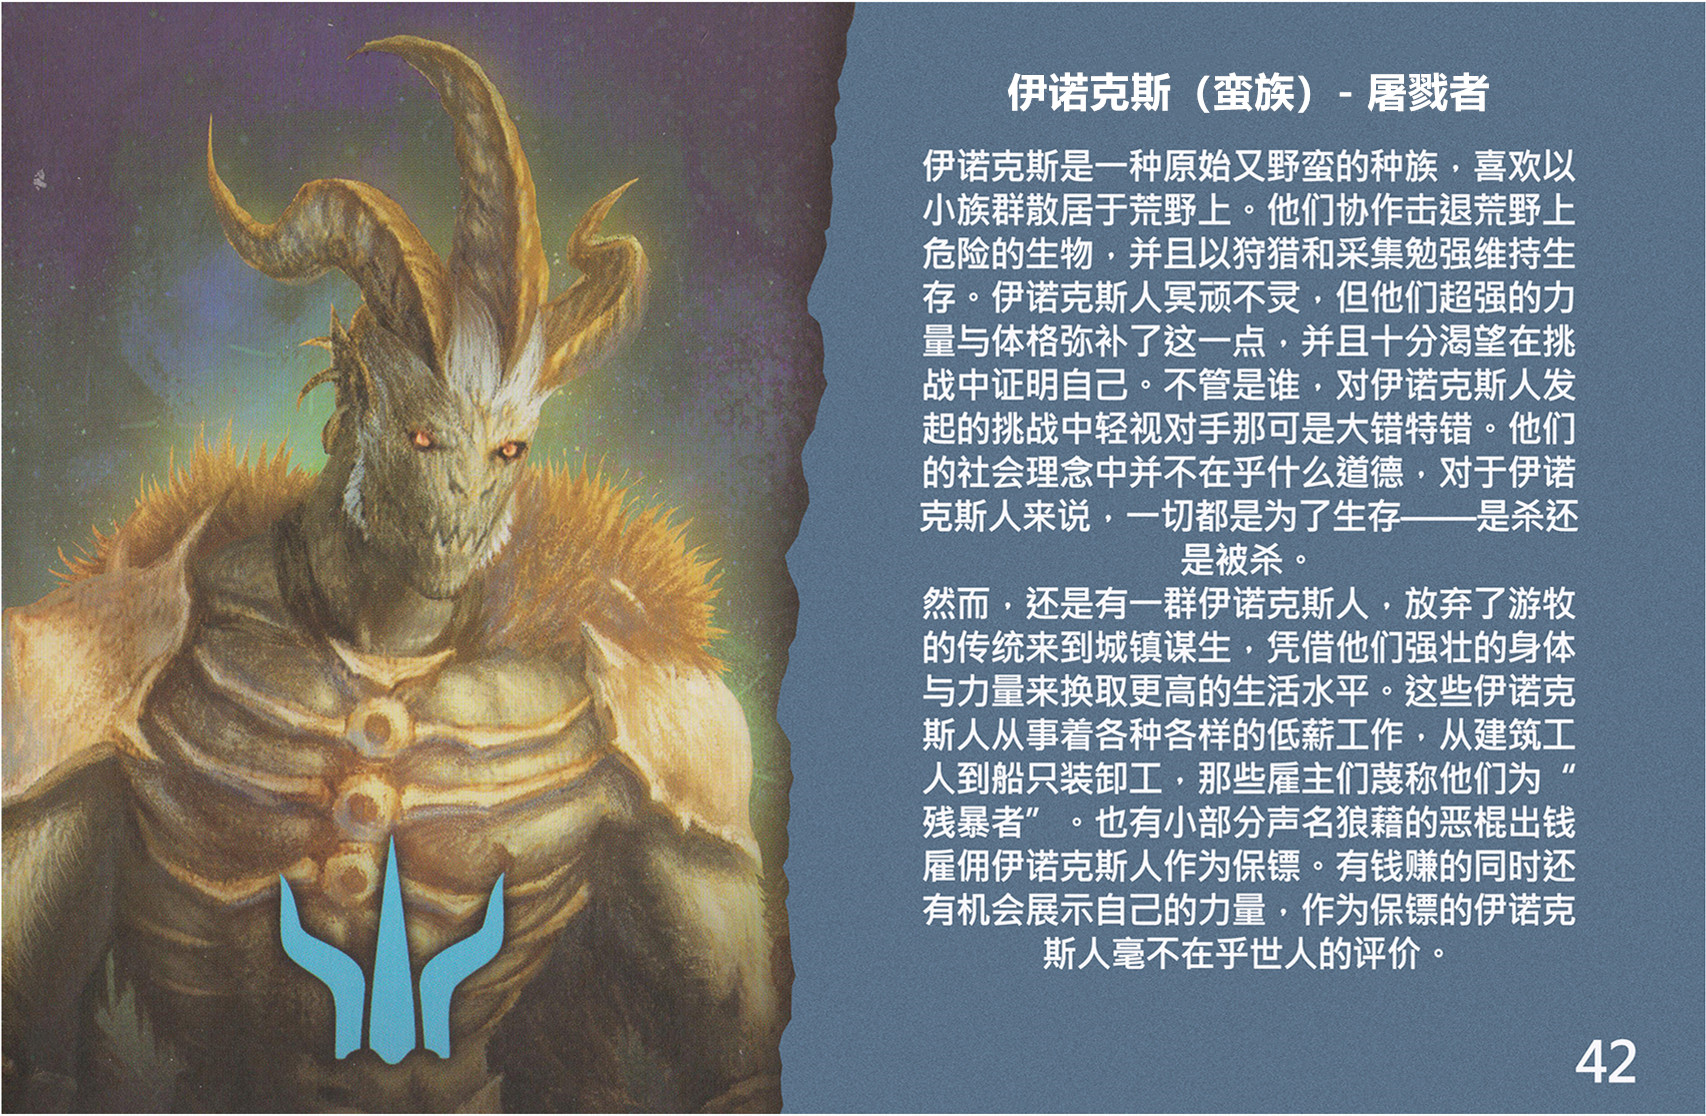 伊诺克斯（蛮族）- 屠戮者
伊诺克斯是一种原始又野蛮的种族，喜欢以
小族群散居于荒野上。他们协作击退荒野上
危险的生物，并且以狩猎和采集勉强维持生
存。伊诺克斯人冥顽不灵，但他们超强的力
量与体格弥补了这一点，并且十分渴望在挑
战中证明自己。不管是谁，对伊诺克斯人发
起的挑战中轻视对手那可是大错特错。他们
的社会理念中并不在乎什么道德，对于伊诺
克斯人来说，一切都是为了生存——是杀还
是被杀。
然而，还是有一群伊诺克斯人，放弃了游牧
的传统来到城镇谋生，凭借他们强壮的身体
与力量来换取更高的生活水平。这些伊诺克
斯人从事着各种各样的低薪工作，从建筑工
人到船只装卸工，那些雇主们蔑称他们为“
残暴者”。也有小部分声名狼藉的恶棍出钱
雇佣伊诺克斯人作为保镖。有钱赚的同时还
有机会展示自己的力量，作为保镖的伊诺克
斯人毫不在乎世人的评价。
42